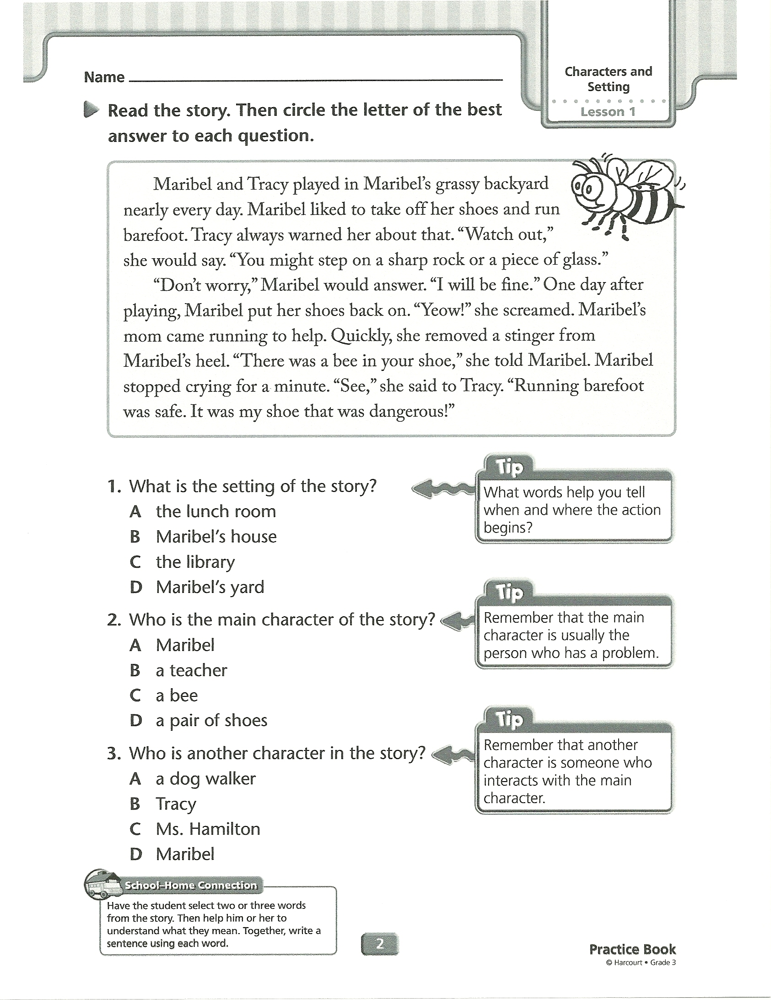 Name
Characters and
Setting
Lesson 1
Read the story. Then circle the letter of the best
answer to each question.
Maribel and Tracy played in Maribel's grassy backyard
nearly every day. Maribel liked to take off her shoes and run
barefoot. Tracy always warned her about that. “Watch out,”
she would say. “You might step on a sharp rock or a piece of glass.”
“Don't worry,” Maribel would answer. “I will be fine.” One day after
playing, Maribel put her shoes back on. “Yeow!” she screamed. Maribel's
mom came running to help. Quickly, she removed a stinger from
Maribel's heel. “There was a bee in your shoe,” she told Maribel. Maribel
stopped crying for a minute. “See,” she said to Tracy. “Running barefoot
was safe. It was my shoe that was dangerous!”
1. What is the setting of the story?
A the lunch room
B Maribel's house
C the library
D Maribel's yard
Tip
What words help you tell
when and where the action
begins?
2. Who is the main character of the story?
A Maribel
B a teacher
C a bee
D a pair of shoes
Tip
Remember that the main
character is usually the
person who has a problem.
3. Who is another character in the story?
A a dog walker
B Tracy
C Ms. Hamilton
D Maribel
Tip
Remember that another
character is someone who
interacts with the main
character.
School–Home Connection
Have the student select two or three words
from the story. Then help him or her to
understand what they mean. Together, write a
sentence using each word.
2
Practice Book
© Harcourt • Grade 3